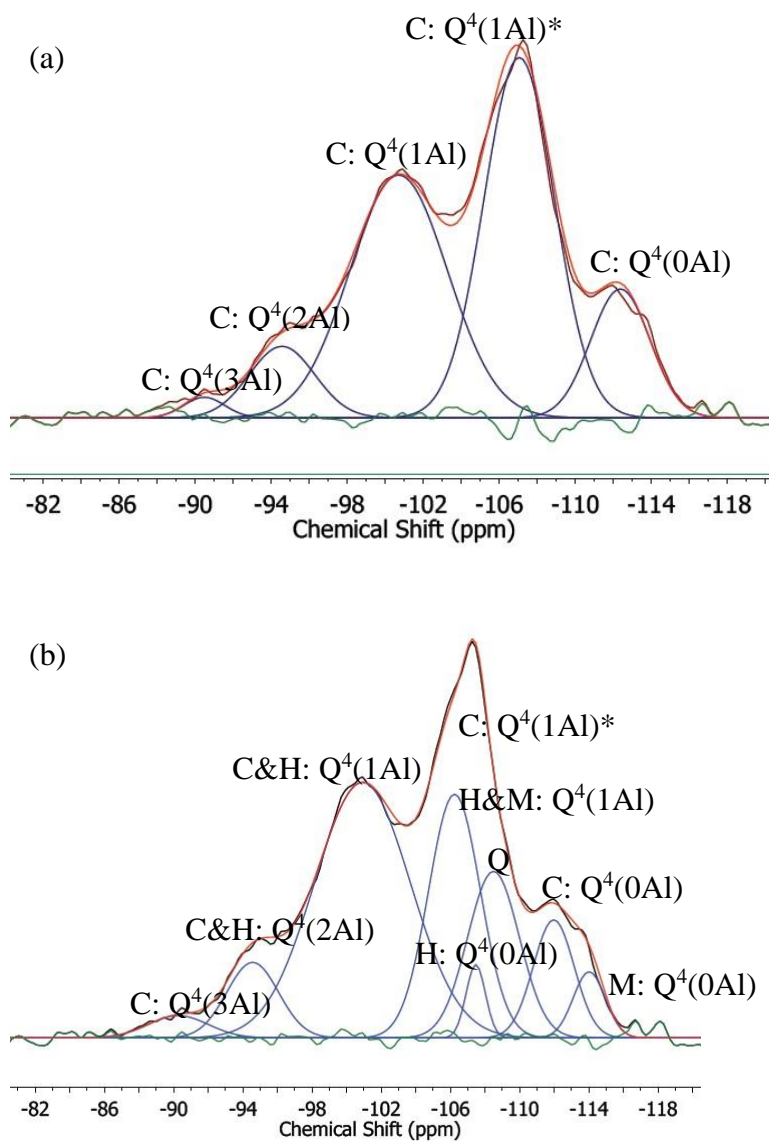 (a)
C: Q⁴(1Al)*
C: Q⁴(1Al)
C: Q⁴(0Al)
C: Q⁴(2Al)
C: Q⁴(3Al)
-82 -86 -90 -94 -98 -102 -106 -110 -114 -118
Chemical Shift (ppm)
(b)
C: Q⁴(1Al)*
C&H: Q⁴(1Al)
H&M: Q⁴(1Al)
Q
C: Q⁴(0Al)
C&H: Q⁴(2Al)
H: Q⁴(0Al)
M: Q⁴(0Al)
C: Q⁴(3Al)
-82 -86 -90 -94 -98 -102 -106 -110 -114 -118
Chemical Shift (ppm)